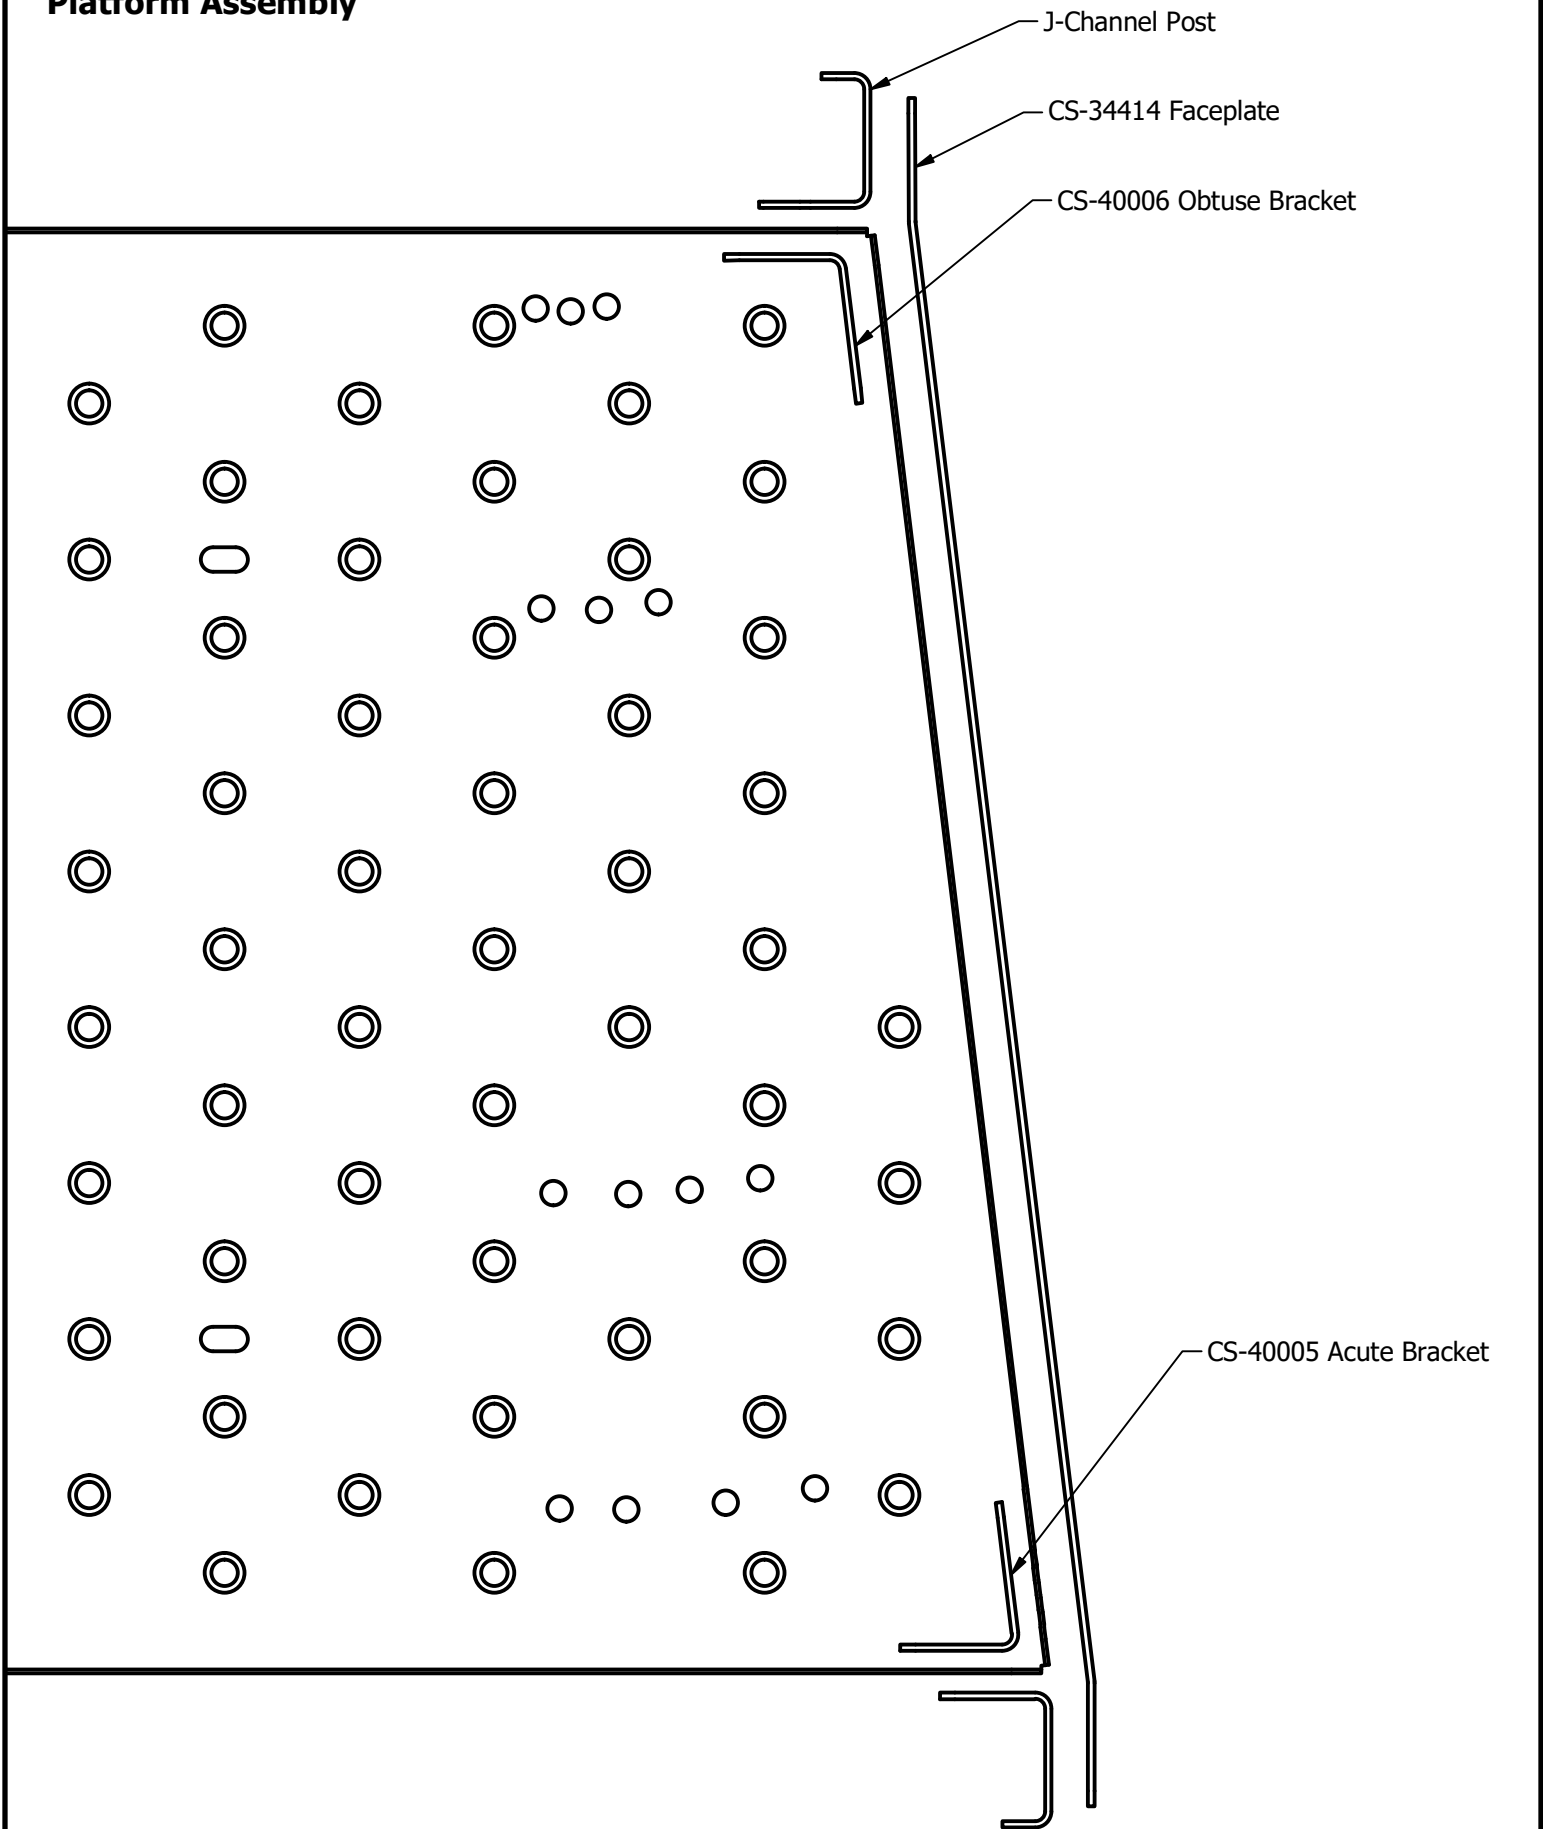 Platform Assembly
J-Channel Post
CS-34414 Faceplate
CS-40006 Obtuse Bracket
CS-40005 Acute Bracket